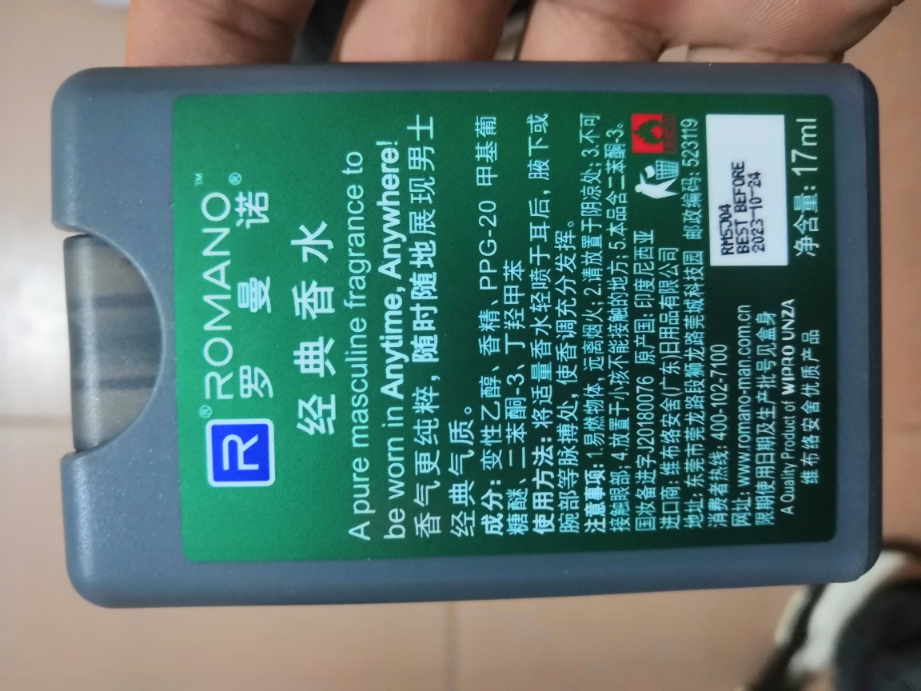 R® ROMANO™
罗曼诺®
经典香水
A pure masculine fragrance to
be worn in Anytime, Anywhere!
香气更纯粹,随时随地展现男士
经典气质。
成分:变性乙醇、香精、PPG-20 甲基葡
糖醚、二苯酮-3、丁羟甲苯
使用方法:将适量香水轻喷于耳后,腋下或
腕部等脉搏处,使香调充分发挥。
注意事项:1.易燃物体,远离烟火;2.请放置于阴凉处;3.不可
接触眼部;4.放置于小孩不能接触的地方;5.本品含二苯酮-3.
国妆备进字J20180076 原产国:印度尼西亚
进口商:维布络安舍(广东)日用品有限公司
地址:东莞市莞龙路段狮龙路莞城科技园 邮政编码:523119
消费者热线:400-102-7100
网址:www.romano-man.com.cn
限期使用日期及生产批号见盒身
A Quality Product of WIPRO UNZA
维布络安舍优质产品
RMSJ04
BEST BEFORE
2023-10-24
净含量:17ml